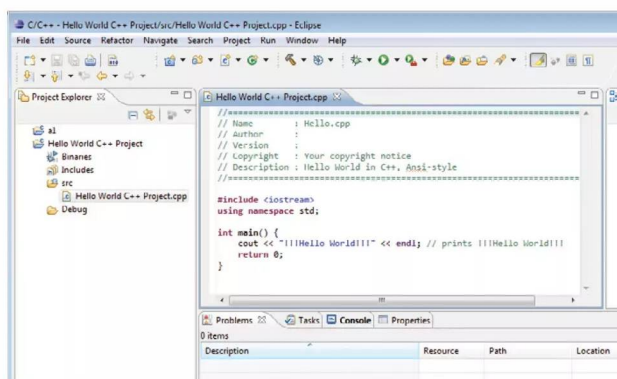 C/C++ - Hello World C++ Project/src/Hello World C++ Project.cpp - Eclipse
File Edit Source Refactor Navigate Search Project Run Window Help
Project Explorer
al
Hello World C++ Project
Binaries
Includes
src
Hello World C++ Project.cpp
Debug
Hello World C++ Project.cpp
//============================================================================
// Name : Hello.cpp
// Author :
// Version :
// Copyright : Your copyright notice
// Description : Hello World in C++, Ansi-style
//============================================================================
#include <iostream>
using namespace std;
int main() {
cout << "!!!Hello World!!!" << endl; // prints !!!Hello World!!!
return 0;
}
Problems Tasks Console Properties
0 items
Description Resource Path Location